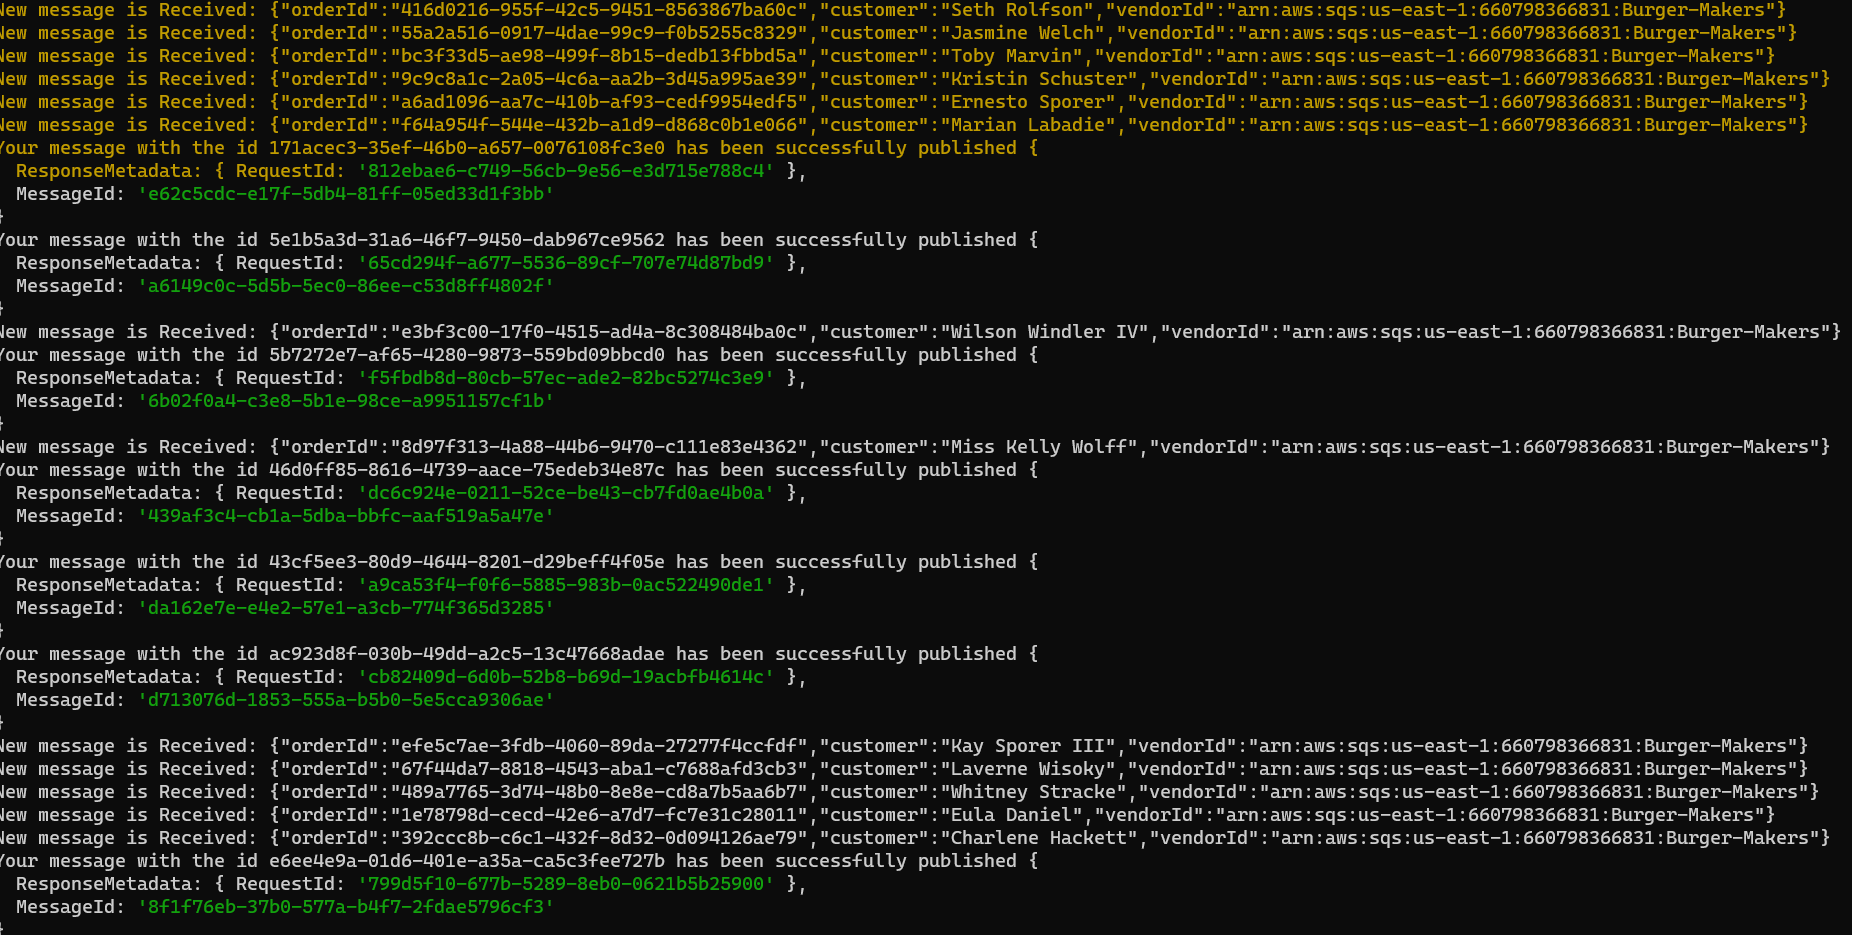 New message is Received: {"orderId":"416d0216-955f-42c5-9451-8563867ba60c","customer":"Seth Rolfson","vendorId":"arn:aws:sqs:us-east-1:660798366831:Burger-Makers"}
New message is Received: {"orderId":"55a2a516-0917-4dae-99c9-f0b5255c8329","customer":"Jasmine Welch","vendorId":"arn:aws:sqs:us-east-1:660798366831:Burger-Makers"}
New message is Received: {"orderId":"bc3f33d5-ae98-499f-8b15-dedb13fbbd5a","customer":"Toby Marvin","vendorId":"arn:aws:sqs:us-east-1:660798366831:Burger-Makers"}
New message is Received: {"orderId":"9c9c8a1c-2a05-4c6a-aa2b-3d45a995ae39","customer":"Kristin Schuster","vendorId":"arn:aws:sqs:us-east-1:660798366831:Burger-Makers"}
New message is Received: {"orderId":"a6ad1096-aa7c-410b-af93-cedf9954edf5","customer":"Ernesto Sporer","vendorId":"arn:aws:sqs:us-east-1:660798366831:Burger-Makers"}
New message is Received: {"orderId":"f64a954f-544e-432b-a1d9-d868c0b1e066","customer":"Marian Labadie","vendorId":"arn:aws:sqs:us-east-1:660798366831:Burger-Makers"}
Your message with the id 171acec3-35ef-46b0-a657-0076108fc3e0 has been successfully published {
  ResponseMetadata: { RequestId: '812ebae6-c749-56cb-9e56-e3d715e788c4' },
  MessageId: 'e62c5cdc-e17f-5db4-81ff-05ed33d1f3bb'
}
Your message with the id 5e1b5a3d-31a6-46f7-9450-dab967ce9562 has been successfully published {
  ResponseMetadata: { RequestId: '65cd294f-a677-5536-89cf-707e74d87bd9' },
  MessageId: 'a6149c0c-5d5b-5ec0-86ee-c53d8ff4802f'
}
New message is Received: {"orderId":"e3bf3c00-17f0-4515-ad4a-8c308484ba0c","customer":"Wilson Windler IV","vendorId":"arn:aws:sqs:us-east-1:660798366831:Burger-Makers"}
Your message with the id 5b7272e7-af65-4280-9873-559bd09bbcd0 has been successfully published {
  ResponseMetadata: { RequestId: 'f5fbdb8d-80cb-57ec-ade2-82bc5274c3e9' },
  MessageId: '6b02f0a4-c3e8-5b1e-98ce-a9951157cf1b'
}
New message is Received: {"orderId":"8d97f313-4a88-44b6-9470-c111e83e4362","customer":"Miss Kelly Wolff","vendorId":"arn:aws:sqs:us-east-1:660798366831:Burger-Makers"}
Your message with the id 46d0ff85-8616-4739-aace-75edeb34e87c has been successfully published {
  ResponseMetadata: { RequestId: 'dc6c924e-0211-52ce-be43-cb7fd0ae4b0a' },
  MessageId: '439af3c4-cb1a-5dba-bbfc-aaf519a5a47e'
}
Your message with the id 43cf5ee3-80d9-4644-8201-d29beff4f05e has been successfully published {
  ResponseMetadata: { RequestId: 'a9ca53f4-f0f6-5885-983b-0ac522490de1' },
  MessageId: 'da162e7e-e4e2-57e1-a3cb-774f365d3285'
}
Your message with the id ac923d8f-030b-49dd-a2c5-13c47668adae has been successfully published {
  ResponseMetadata: { RequestId: 'cb82409d-6d0b-52b8-b69d-19acbfb4614c' },
  MessageId: 'd713076d-1853-555a-b5b0-5e5cca9306ae'
}
New message is Received: {"orderId":"efe5c7ae-3fdb-4060-89da-27277f4ccfdf","customer":"Kay Sporer III","vendorId":"arn:aws:sqs:us-east-1:660798366831:Burger-Makers"}
New message is Received: {"orderId":"67f44da7-8818-4543-aba1-c7688afd3cb3","customer":"Laverne Wisoky","vendorId":"arn:aws:sqs:us-east-1:660798366831:Burger-Makers"}
New message is Received: {"orderId":"489a7765-3d74-48b0-8e8e-cd8a7b5aa6b7","customer":"Whitney Stracke","vendorId":"arn:aws:sqs:us-east-1:660798366831:Burger-Makers"}
New message is Received: {"orderId":"1e78798d-cecd-42e6-a7d7-fc7e31c28011","customer":"Eula Daniel","vendorId":"arn:aws:sqs:us-east-1:660798366831:Burger-Makers"}
New message is Received: {"orderId":"392ccc8b-c6c1-432f-8d32-0d094126ae79","customer":"Charlene Hackett","vendorId":"arn:aws:sqs:us-east-1:660798366831:Burger-Makers"}
Your message with the id e6ee4e9a-01d6-401e-a35a-ca5c3fee727b has been successfully published {
  ResponseMetadata: { RequestId: '799d5f10-677b-5289-8eb0-0621b5b25900' },
  MessageId: '8f1f76eb-37b0-577a-b4f7-2fdae5796cf3'
}